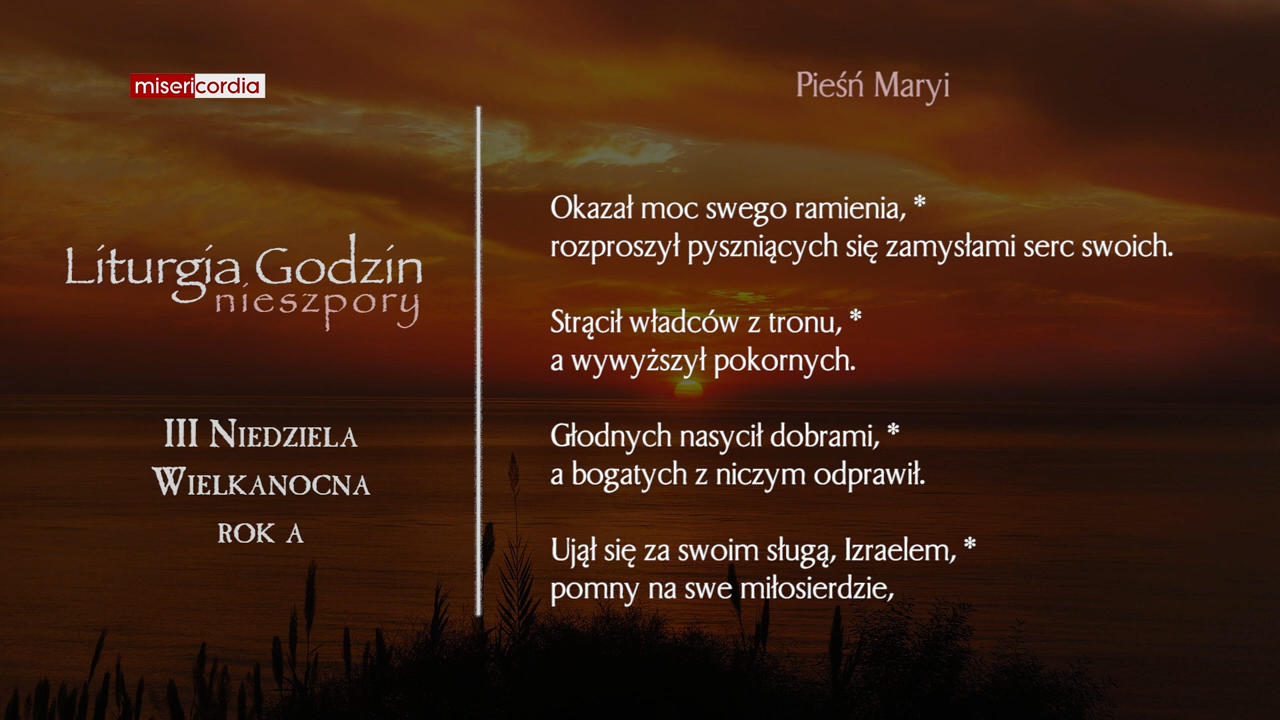 misericordia
Liturgia Godzin
nieszpory
III Niedziela
Wielkanocna
rok A
Pieśń Maryi
Okazał moc swego ramienia, *
rozproszył pyszniących się zamysłami serc swoich.
Strącił władców z tronu, *
a wywyższył pokornych.
Głodnych nasycił dobrami, *
a bogatych z niczym odprawił.
Ujął się za swoim sługą, Izraelem, *
pomny na swe miłosierdzie,